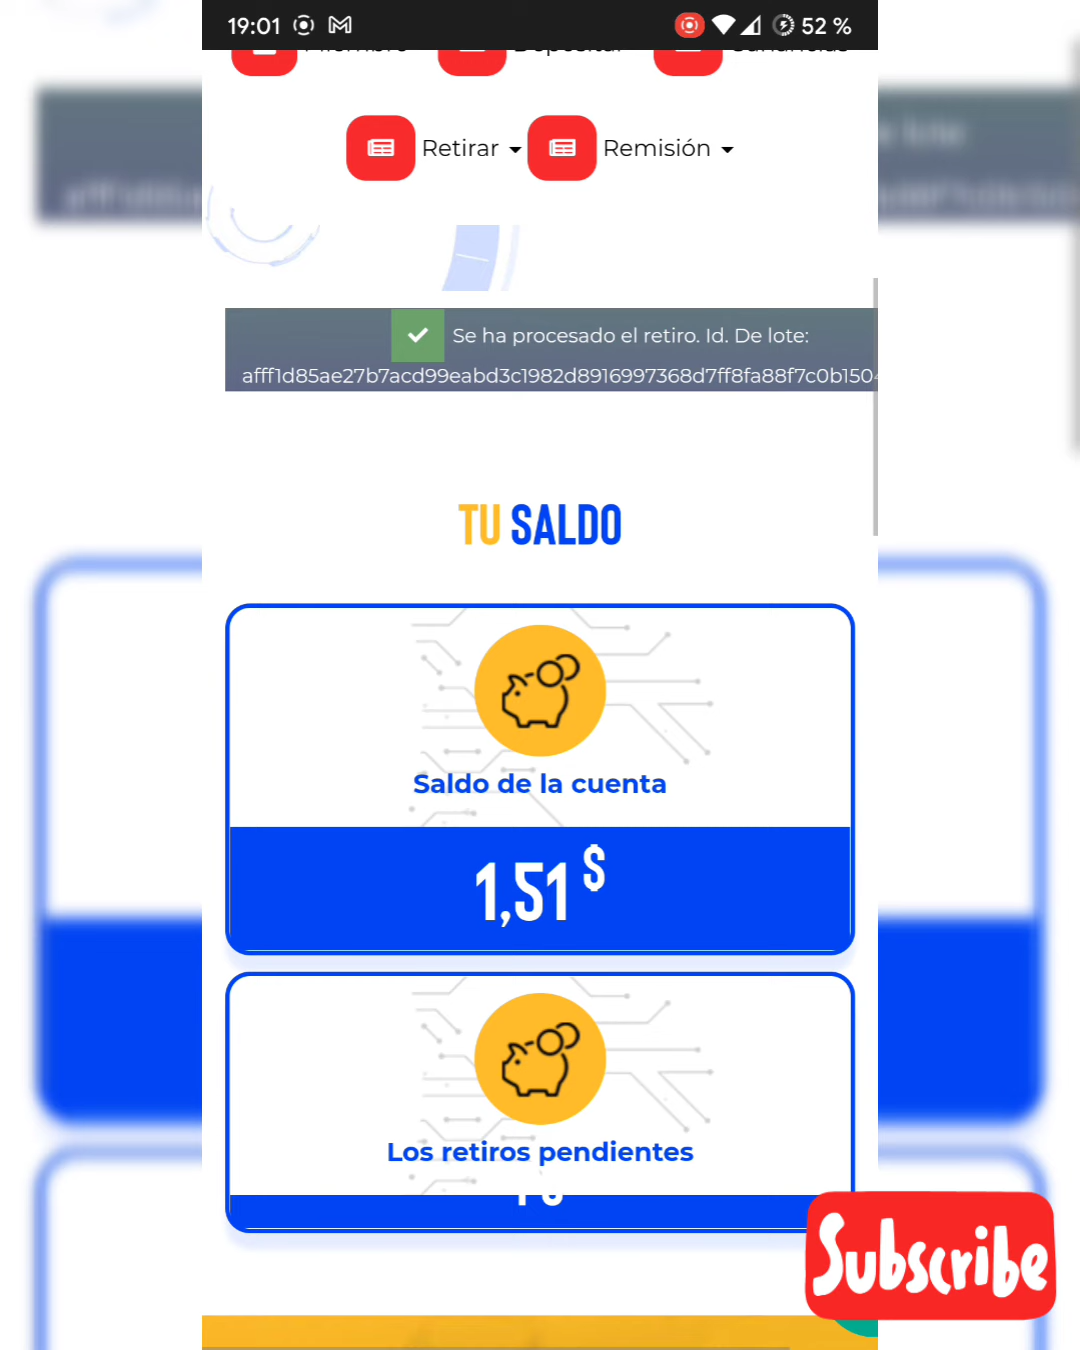 19:01
52 %
Retirar
Remisión
Se ha procesado el retiro. Id. De lote:
afff1d85ae27b7acd99eabd3c1982d8916997368d7ff8fa88f7c0b1504
TU SALDO
Saldo de la cuenta
1,51 $
Los retiros pendientes
Subscribe